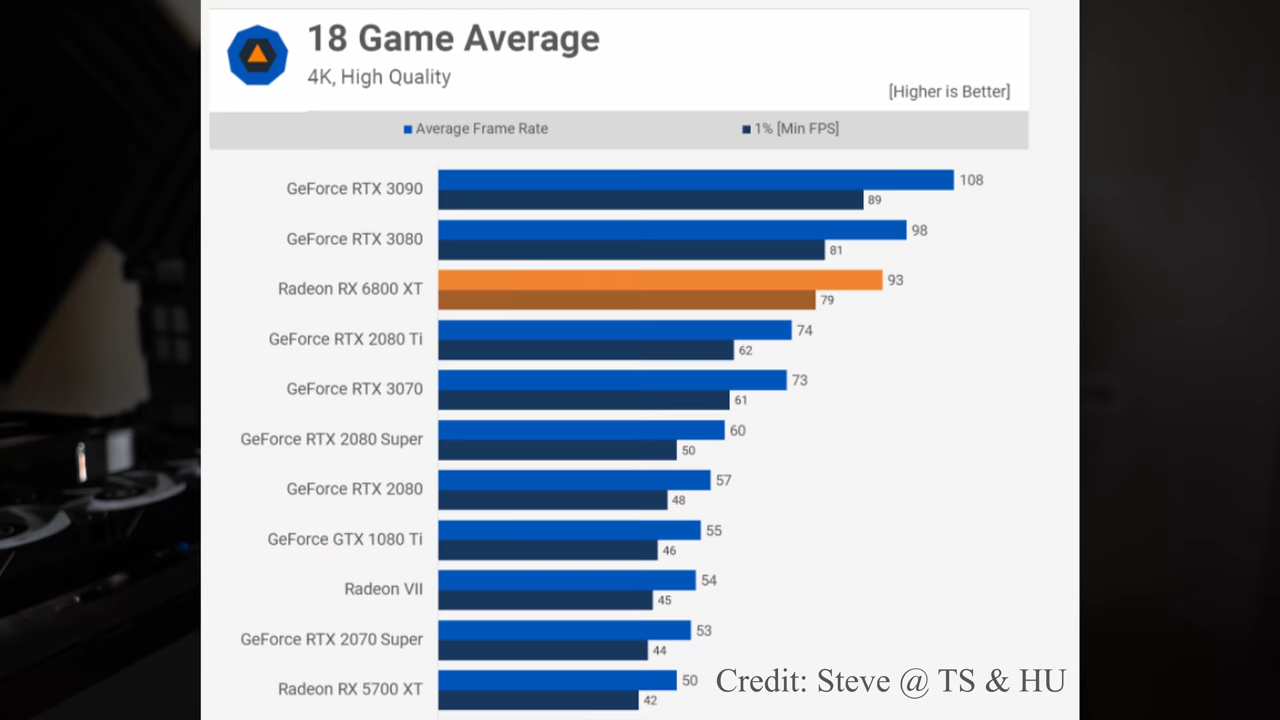 18 Game Average
4K, High Quality
[Higher is Better]
Average Frame Rate 1% [Min FPS]
GeForce RTX 3090 108
89
GeForce RTX 3080 98
81
Radeon RX 6800 XT 93
79
GeForce RTX 2080 Ti 74
62
GeForce RTX 3070 73
61
GeForce RTX 2080 Super 60
50
GeForce RTX 2080 57
48
GeForce GTX 1080 Ti 55
46
Radeon VII 54
45
GeForce RTX 2070 Super 53
44
Radeon RX 5700 XT 50
42
Credit: Steve @ TS & HU